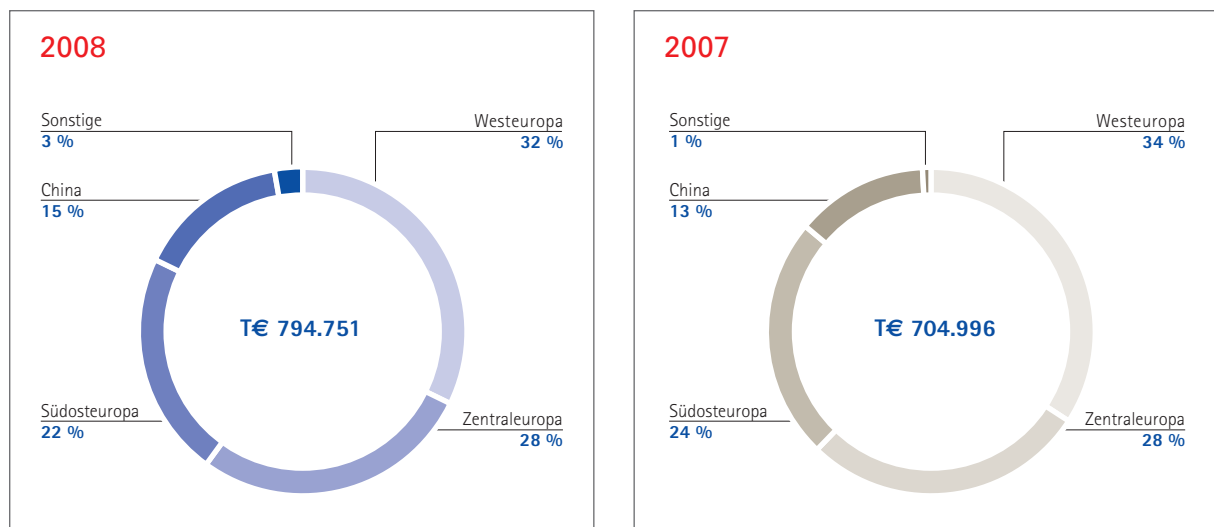 2008
Sonstige
3 %
Westeuropa
32 %
China
15 %
T€ 794.751
Südosteuropa
22 %
Zentraleuropa
28 %
2007
Sonstige
1 %
Westeuropa
34 %
China
13 %
T€ 704.996
Südosteuropa
24 %
Zentraleuropa
28 %